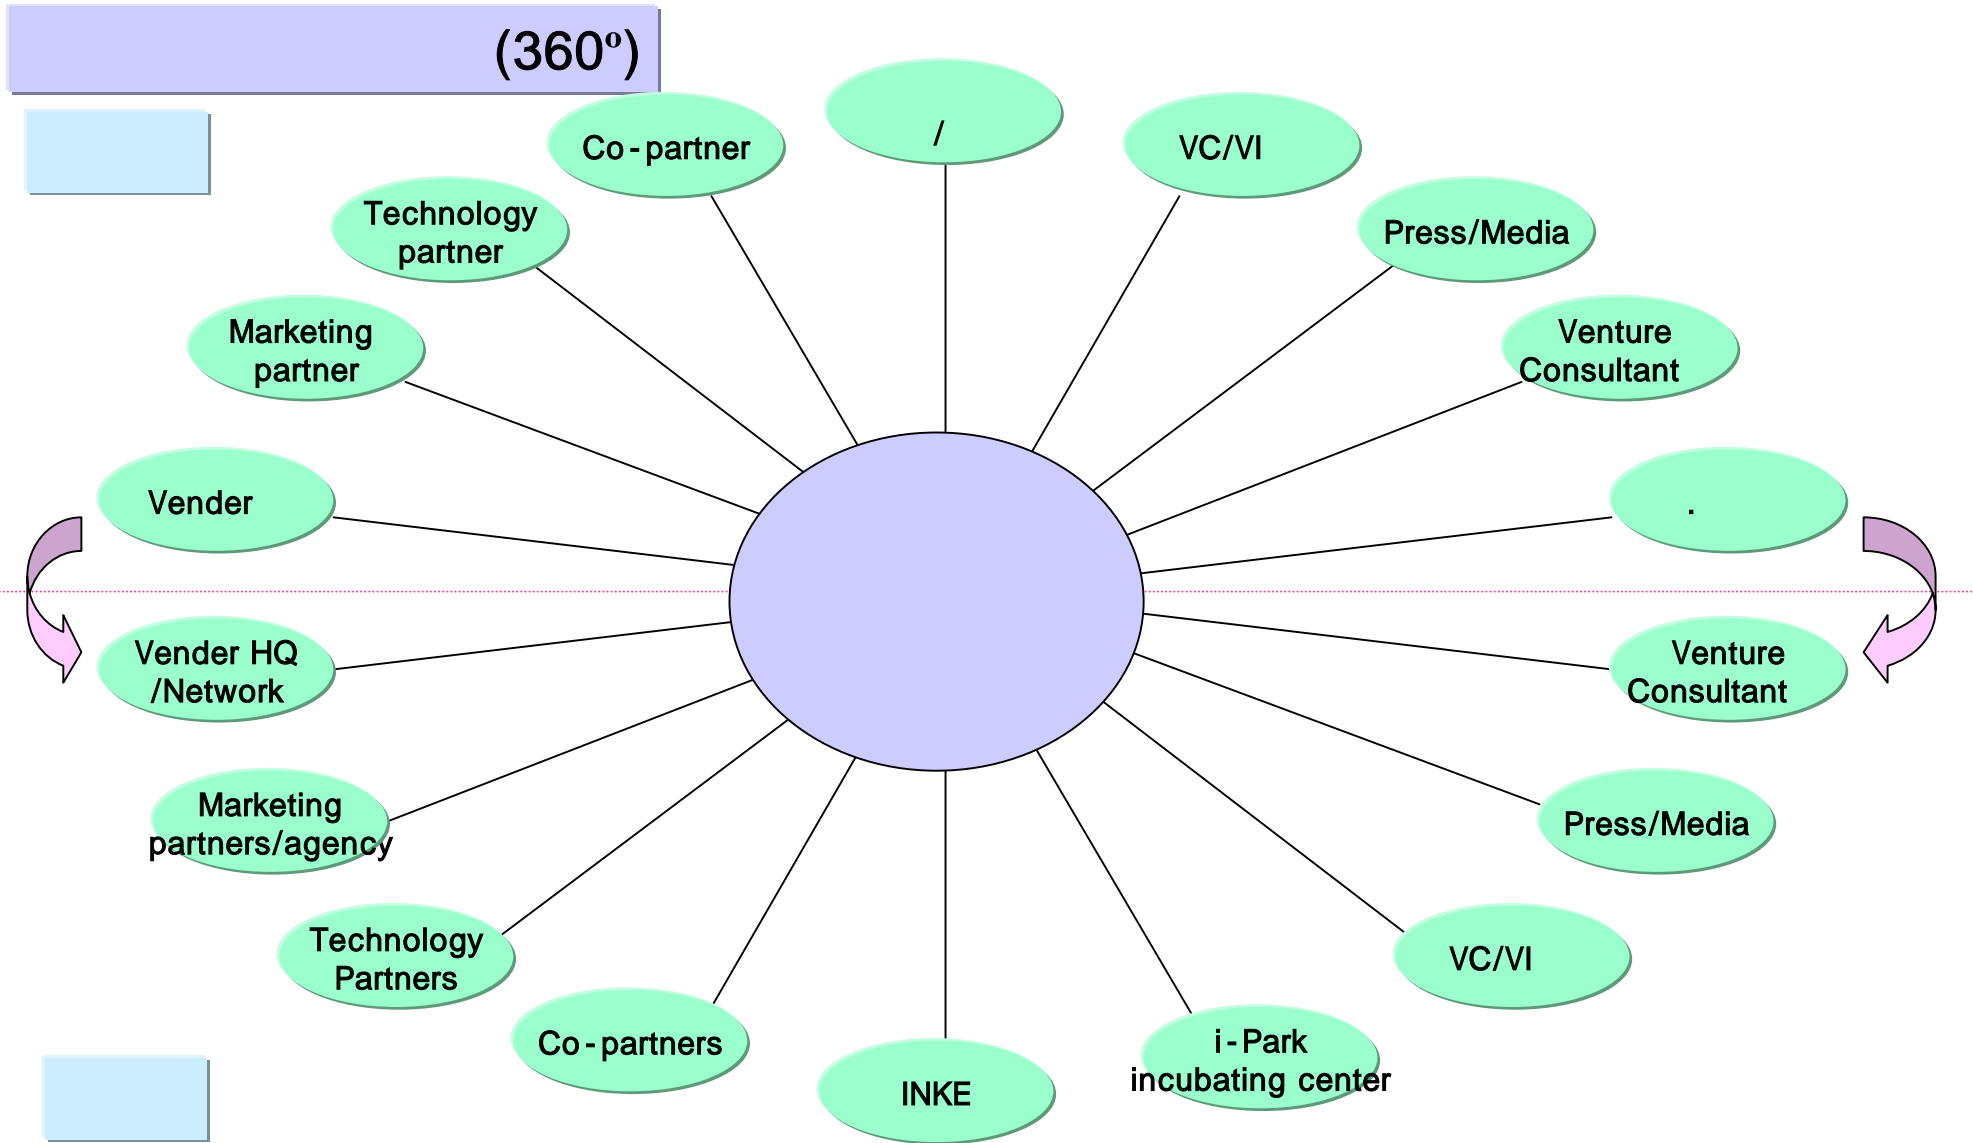 (360º)
/
Co-partner
VC/VI
Technology
partner
Press/Media
Marketing
partner
Venture
Consultant
Vender
.
Vender HQ
/Network
Venture
Consultant
Marketing
partners/agency
Press/Media
Technology
Partners
VC/VI
Co-partners
i-Park
incubating center
INKE